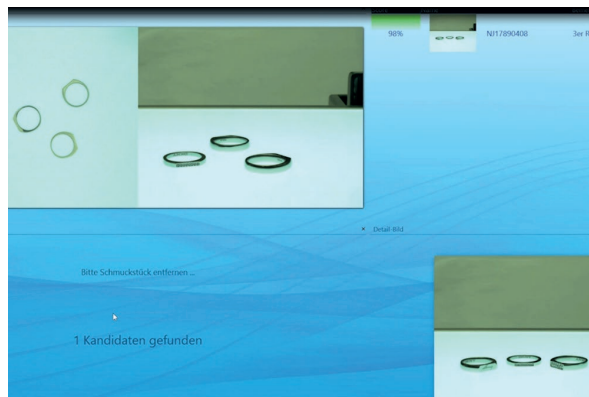 98%
NJ17890408
3er R
Detail-Bild
Bitte Schmuckstück entfernen ...
1 Kandidaten gefunden